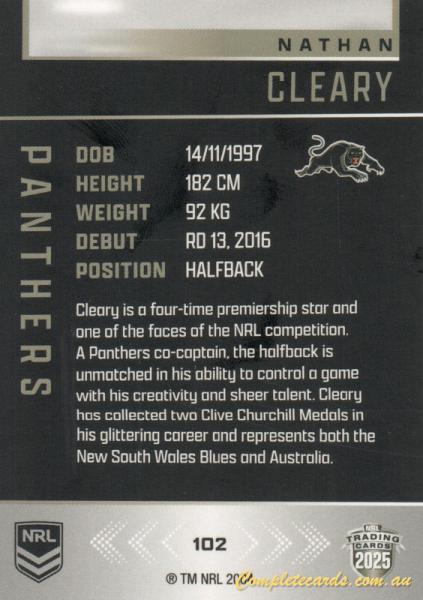 NATHAN
CLEARY
PANTHERS
DOB 14/11/1997
HEIGHT 182 CM
WEIGHT 92 KG
DEBUT RD 13, 2016
POSITION HALFBACK
Cleary is a four-time premiership star and
one of the faces of the NRL competition.
A Panthers co-captain, the halfback is
unmatched in his ability to control a game
with his creativity and sheer talent. Cleary
has collected two Clive Churchill Medals in
his glittering career and represents both the
New South Wales Blues and Australia.
NRL
102
NRL
TRADING
CARDS
2025
® TM NRL
Completecards.com.au